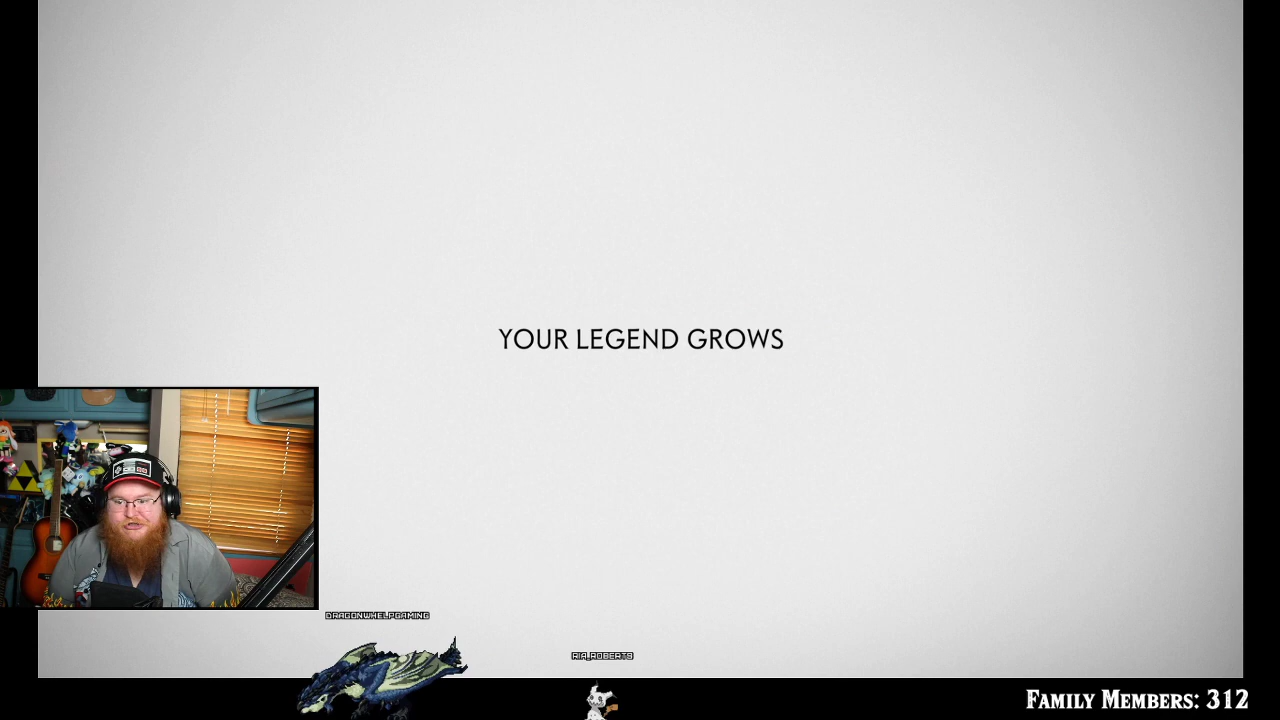 YOUR LEGEND GROWS
DRAGONWHELPGAMING
RIA_ROBERTS
FAMILY MEMBERS: 312